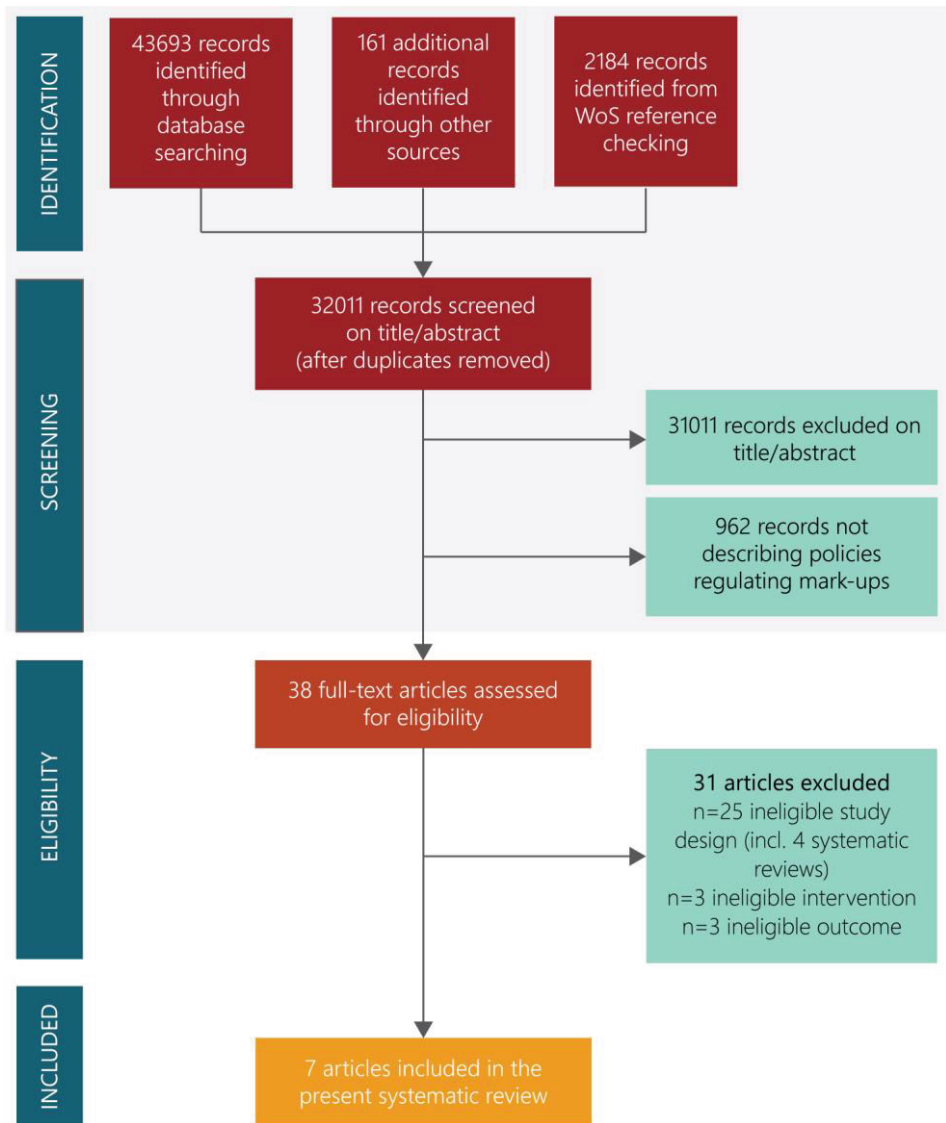 IDENTIFICATION
43693 records
identified
through
database
searching
161 additional
records
identified
through other
sources
2184 records
identified from
WoS reference
checking
SCREENING
32011 records screened
on title/abstract
(after duplicates removed)
31011 records excluded on
title/abstract
962 records not
describing policies
regulating mark-ups
ELIGIBILITY
38 full-text articles assessed
for eligibility
31 articles excluded
n=25 ineligible study
design (incl. 4 systematic
reviews)
n=3 ineligible intervention
n=3 ineligible outcome
INCLUDED
7 articles included in the
present systematic review